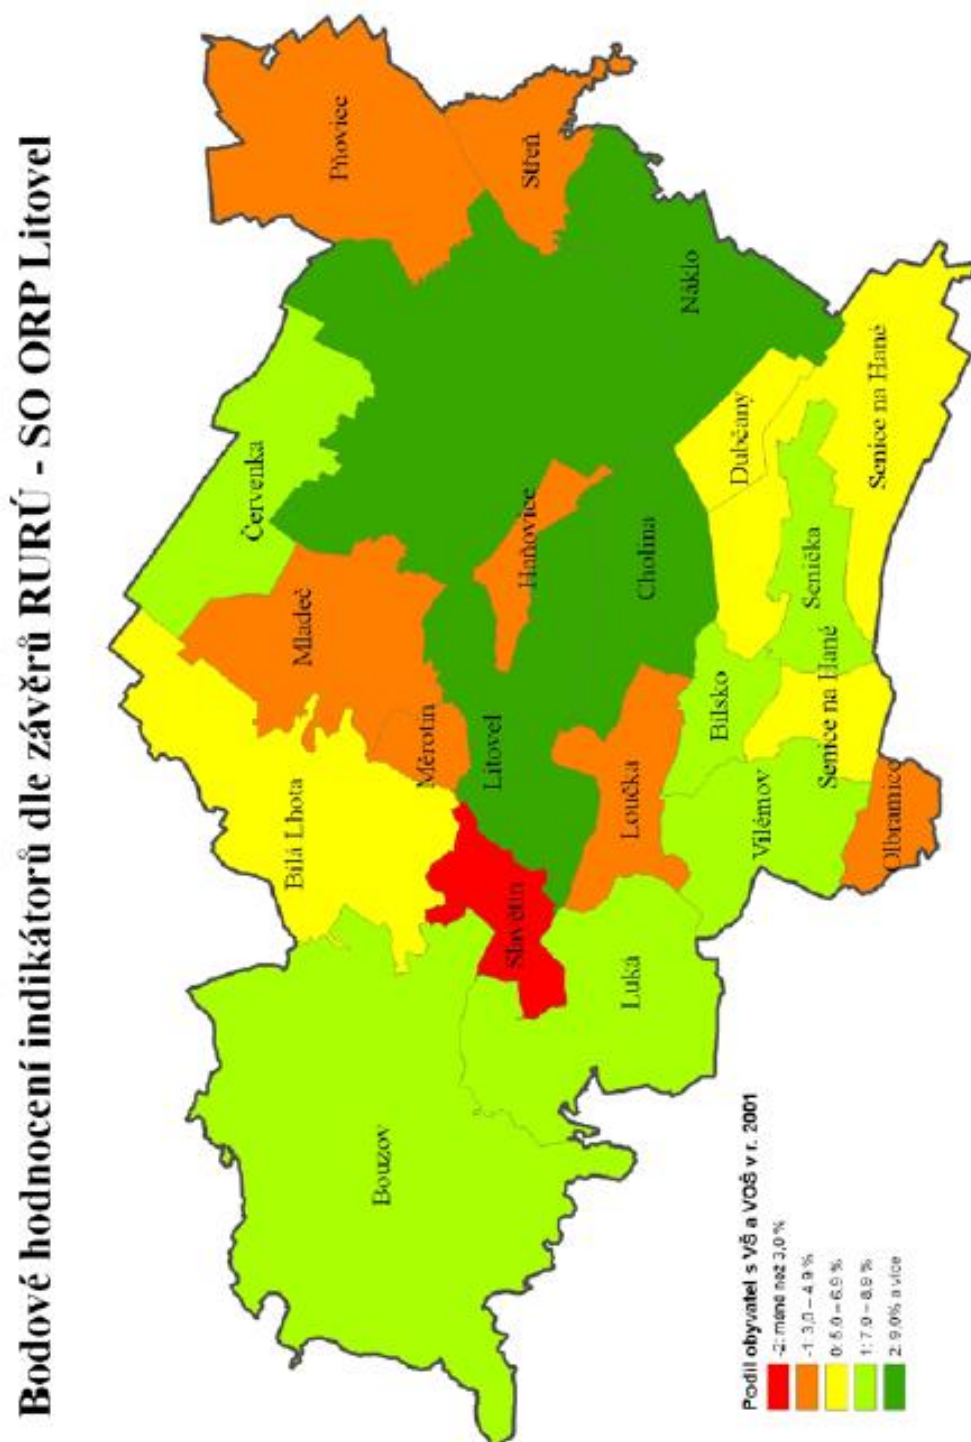 Bodové hodnocení indikátorů dle závěrů RURÚ - SO ORP Litovel
Pňovice
Střeň
Červenka
Náklo
Mladeč
Haňovice
Dubčany
Senice na Hané
Bílá Lhota
Měrotín
Litovel
Cholina
Senička
Bílsko
Senice na Hané
Loučka
Vilémov
Olbramice
Slavětín
Luká
Bouzov
Podíl obyvatel s VŠ a VOŠ v r. 2001
-2: méně než 3,0 %
-1: 3,0 – 4,9 %
0: 5,0 – 6,9 %
1: 7,0 – 8,9 %
2: 9,0% a více